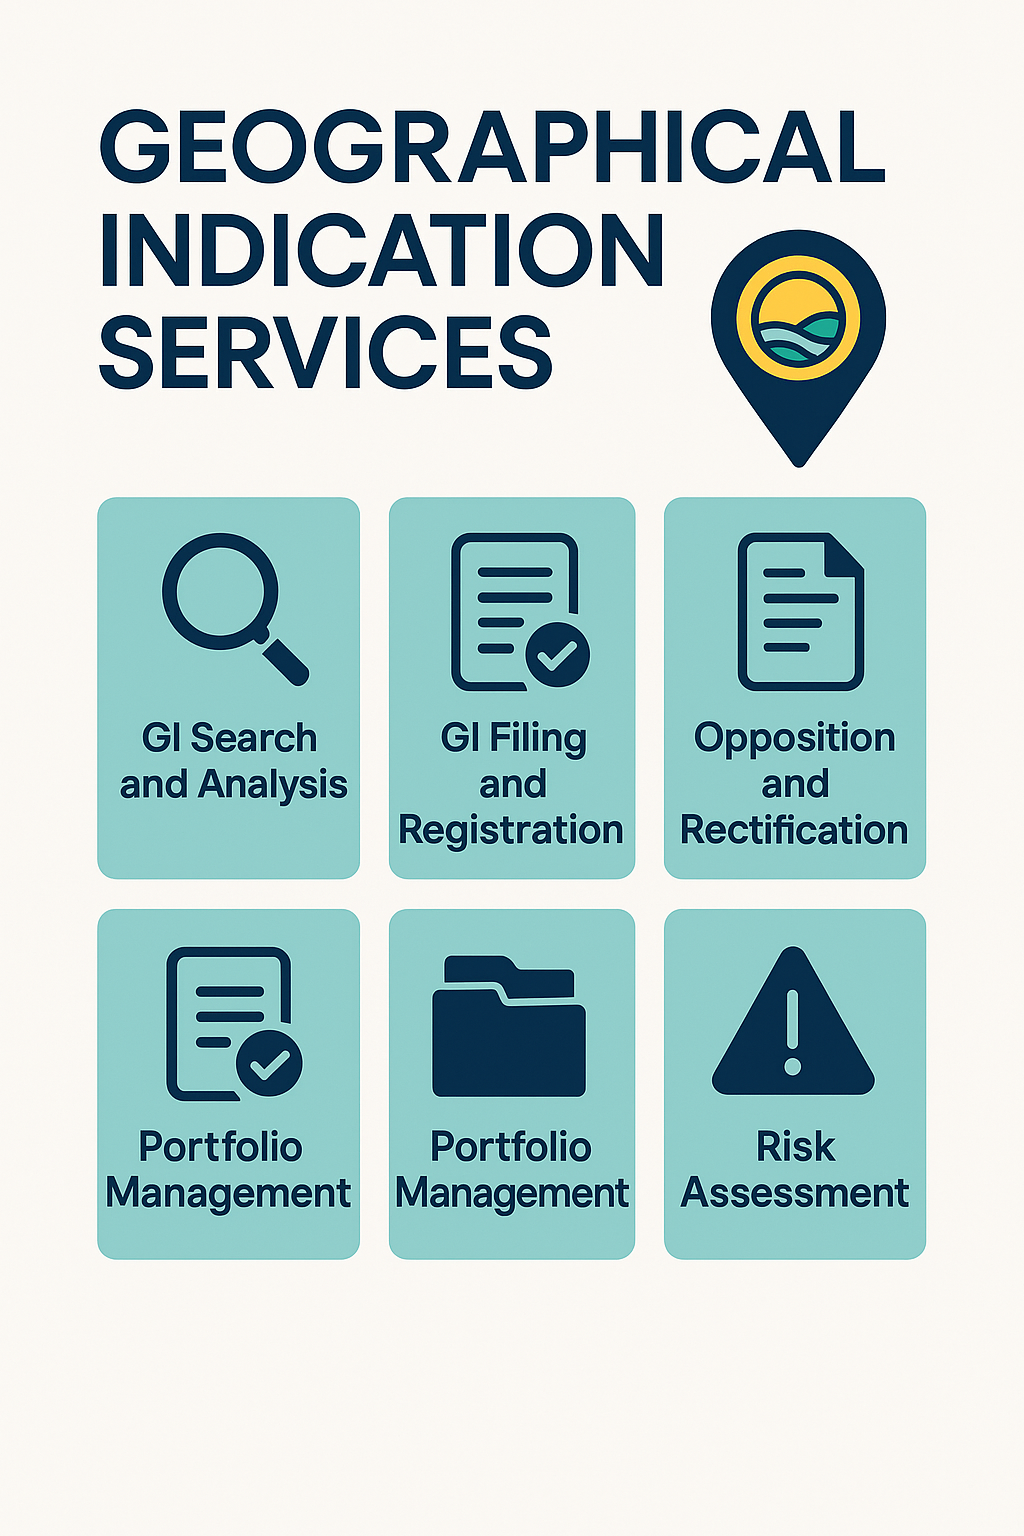 GEOGRAPHICAL
INDICATION
SERVICES
GI Search
and Analysis
GI Filing
and
Registration
Opposition
and
Rectification
Portfolio
Management
Portfolio
Management
Risk
Assessment